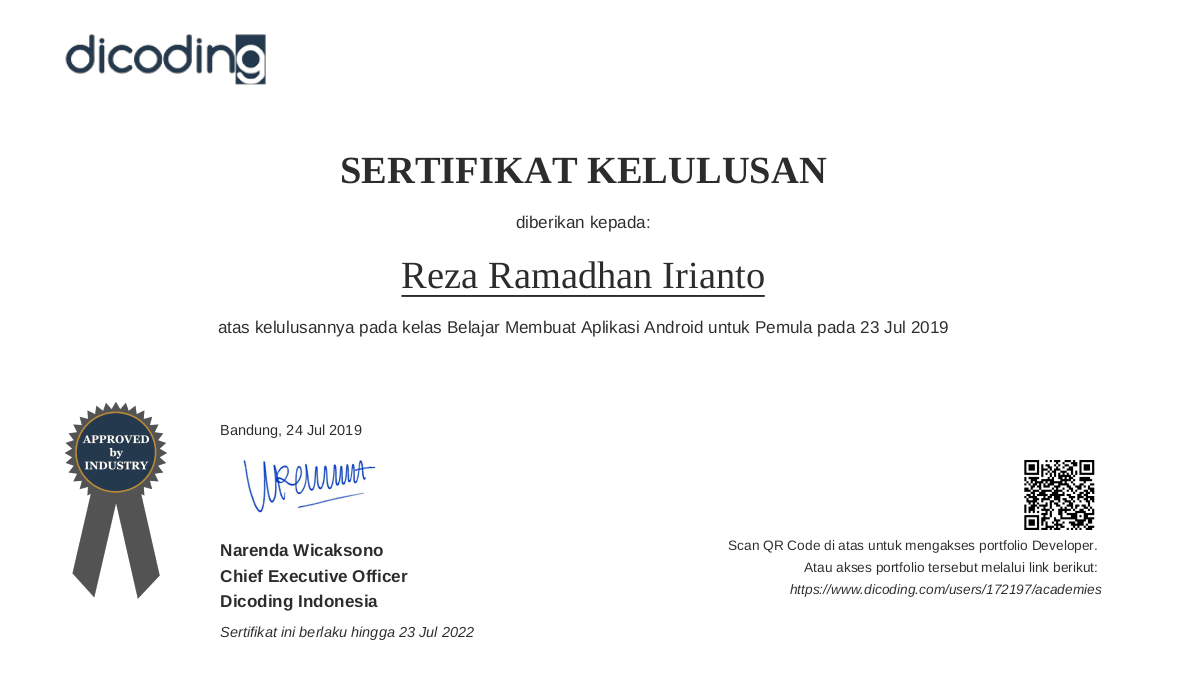 dicoding
SERTIFIKAT KELULUSAN
diberikan kepada:
Reza Ramadhan Irianto
atas kelulusannya pada kelas Belajar Membuat Aplikasi Android untuk Pemula pada 23 Jul 2019
APPROVED
by
INDUSTRY
Bandung, 24 Jul 2019
Narenda Wicaksono
Chief Executive Officer
Dicoding Indonesia
Sertifikat ini berlaku hingga 23 Jul 2022
Scan QR Code di atas untuk mengakses portfolio Developer.
Atau akses portfolio tersebut melalui link berikut:
https://www.dicoding.com/users/172197/academies